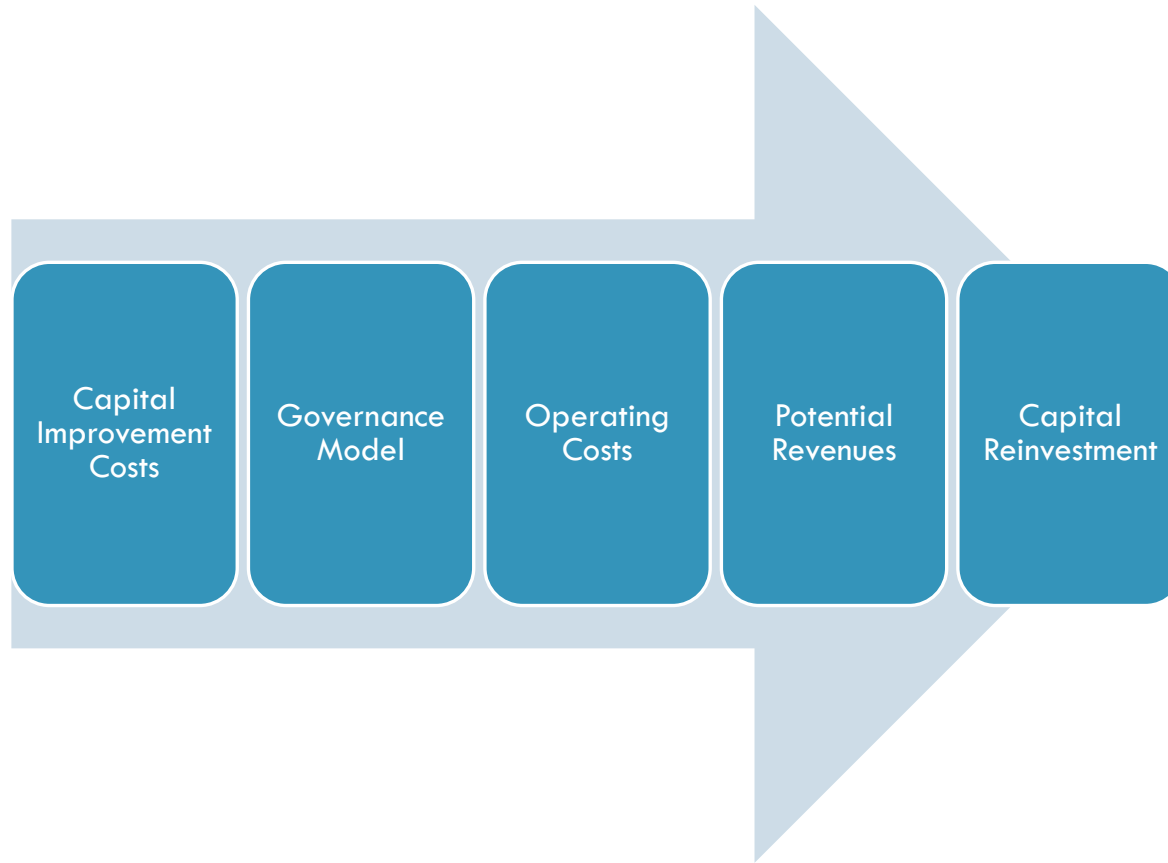 Capital
Improvement
Costs
Governance
Model
Operating
Costs
Potential
Revenues
Capital
Reinvestment